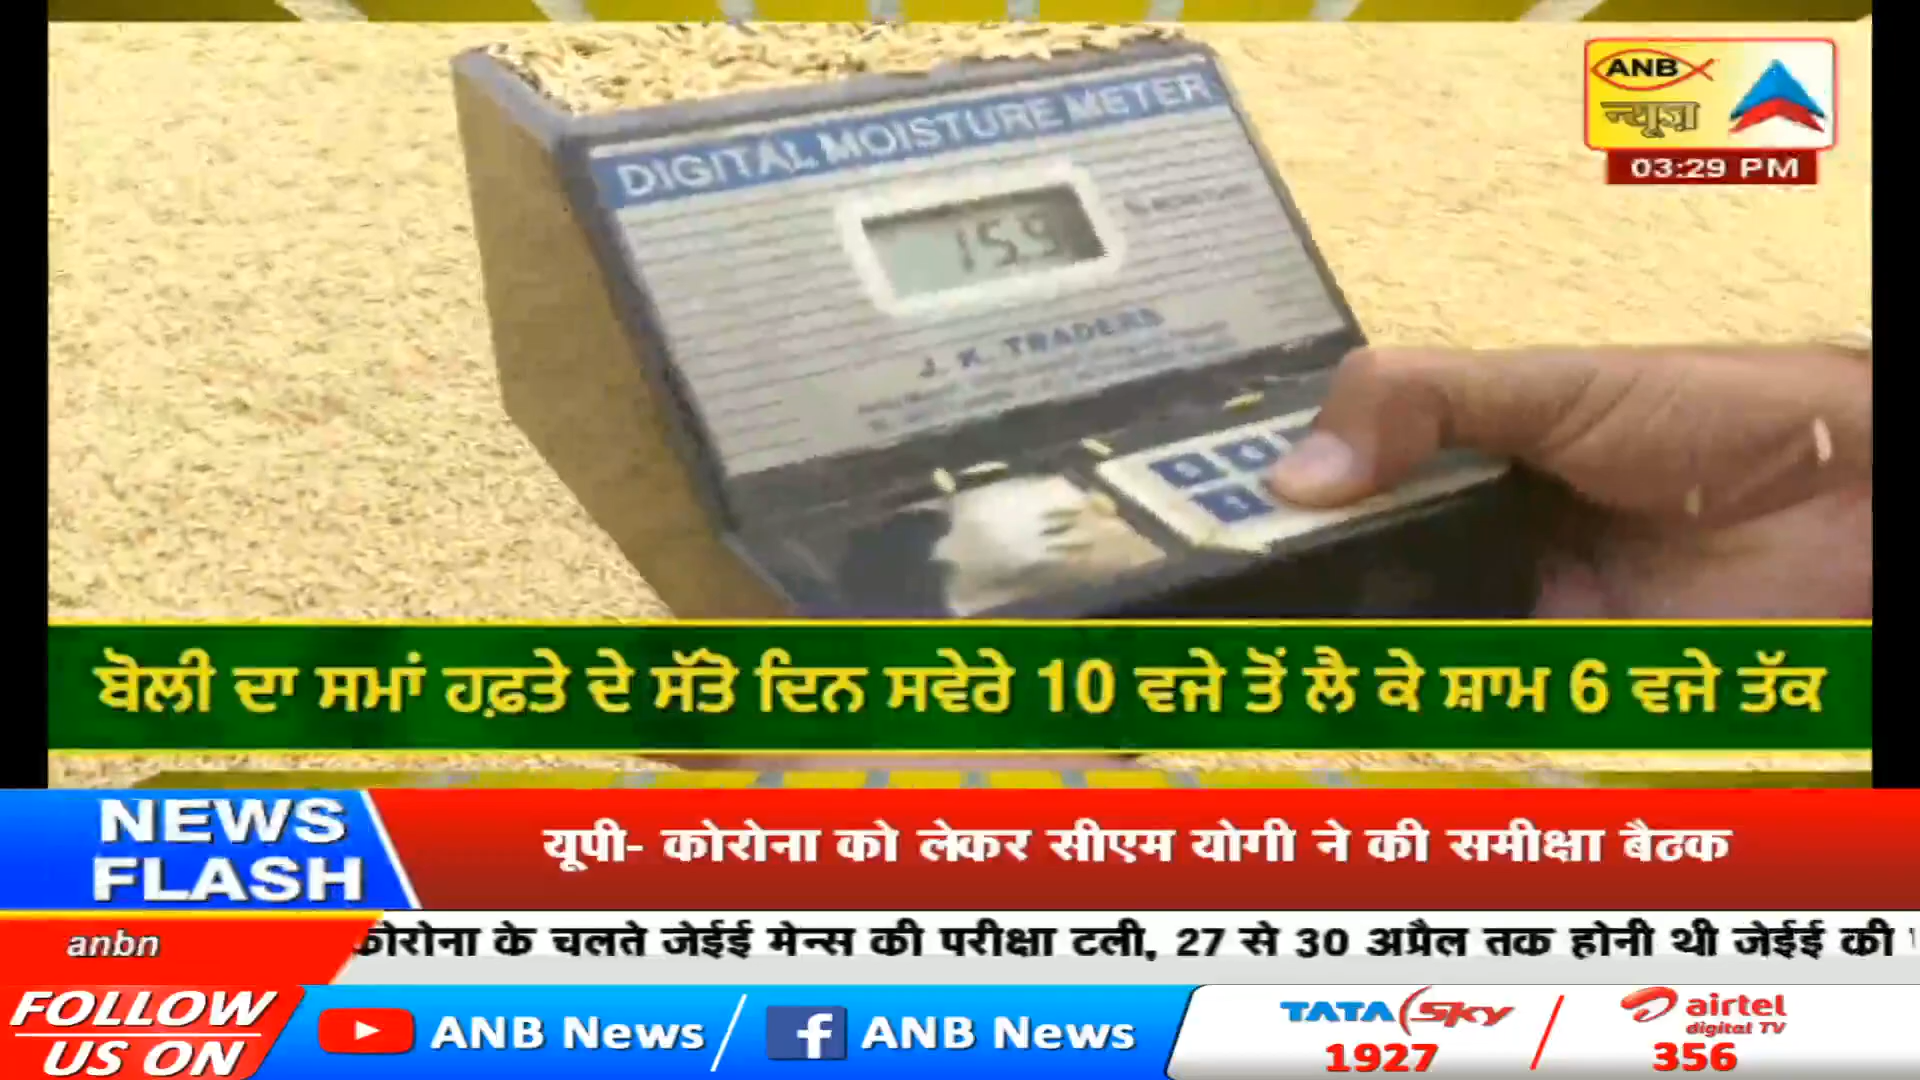 ANB
न्यूज़
03:29 PM
DIGITAL MOISTURE METER
15.9
J. K. TRADERS
ਬੋਲੀ ਦਾ ਸਮਾਂ ਹਫ਼ਤੇ ਦੇ ਸੱਤੋ ਦਿਨ ਸਵੇਰੇ 10 ਵਜੇ ਤੋਂ ਲੈ ਕੇ ਸ਼ਾਮ 6 ਵਜੇ ਤੱਕ
NEWS
FLASH
यूपी- कोरोना को लेकर सीएम योगी ने की समीक्षा बैठक
anbn
कोरोना के चलते जेईई मेन्स की परीक्षा टली, 27 से 30 अप्रैल तक होनी थी जेईई की
FOLLOW
US ON
ANB News
ANB News
TATA Sky
1927
airtel
digital TV
356